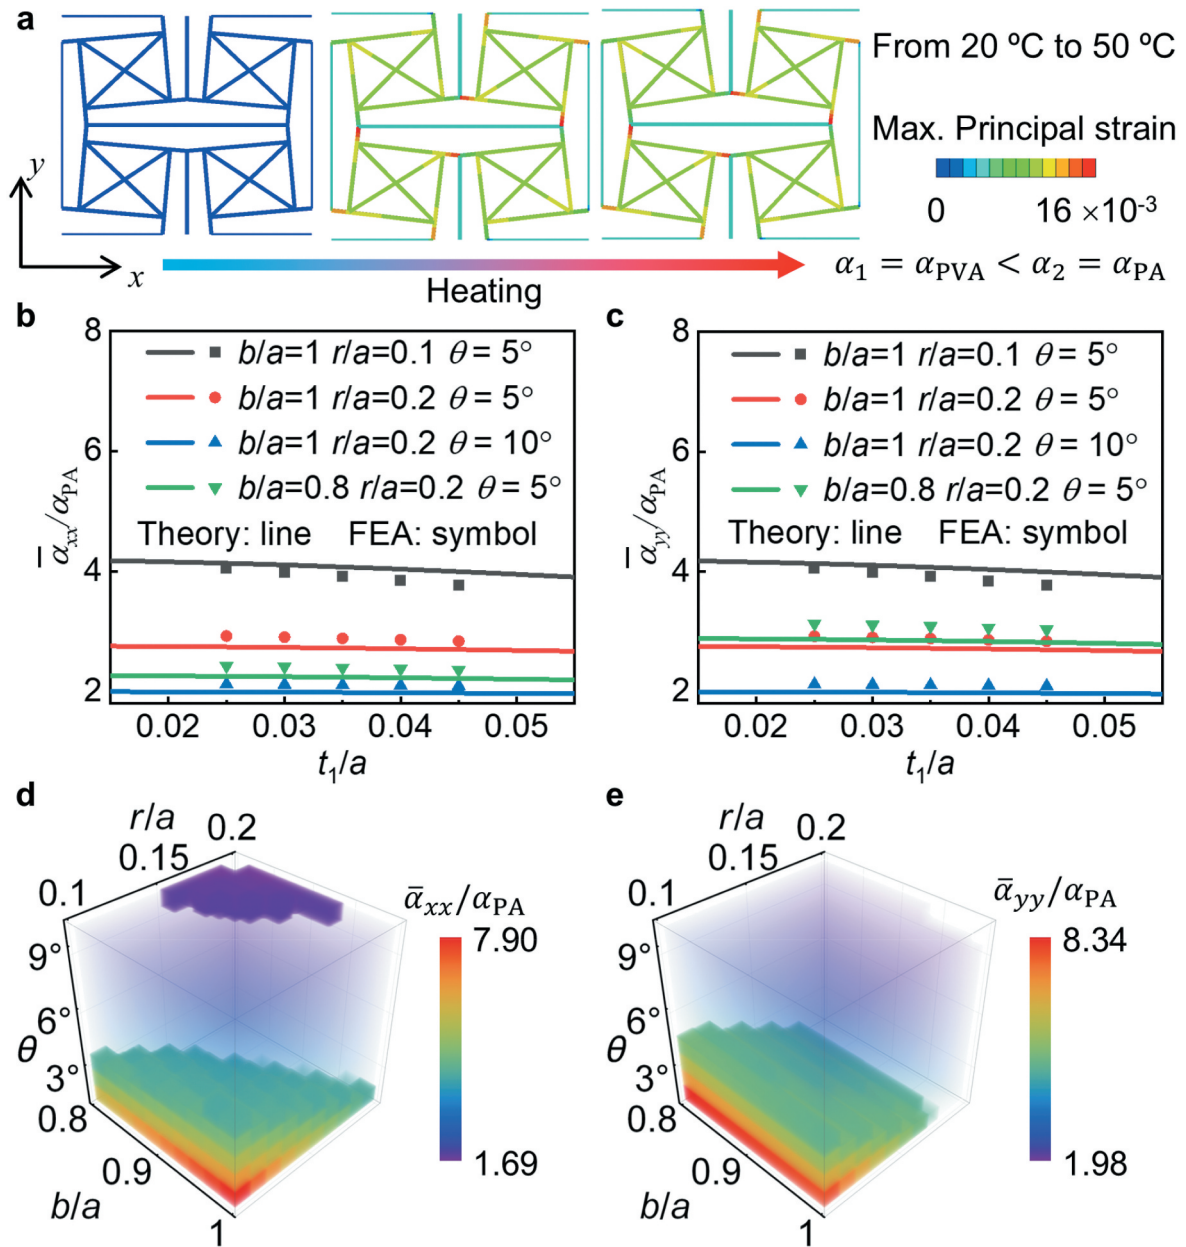 a
From 20 ºC to 50 ºC
Max. Principal strain
0 16 ×10⁻³
y
x
Heating
α₁ = α_PVA < α₂ = α_PA
b
8
6
4
2
α̅_xx/α_PA
b/a=1 r/a=0.1 θ = 5°
b/a=1 r/a=0.2 θ = 5°
b/a=1 r/a=0.2 θ = 10°
b/a=0.8 r/a=0.2 θ = 5°
Theory: line FEA: symbol
0.02 0.03 0.04 0.05
t₁/a
c
8
6
4
2
α̅_yy/α_PA
b/a=1 r/a=0.1 θ = 5°
b/a=1 r/a=0.2 θ = 5°
b/a=1 r/a=0.2 θ = 10°
b/a=0.8 r/a=0.2 θ = 5°
Theory: line FEA: symbol
0.02 0.03 0.04 0.05
t₁/a
d
r/a
0.2
0.15
0.1
9°
6°
θ
3°
0.8
0.9
b/a
1
α̅_xx/α_PA
7.90
1.69
e
r/a
0.2
0.15
0.1
9°
6°
θ
3°
0.8
0.9
b/a
1
α̅_yy/α_PA
8.34
1.98